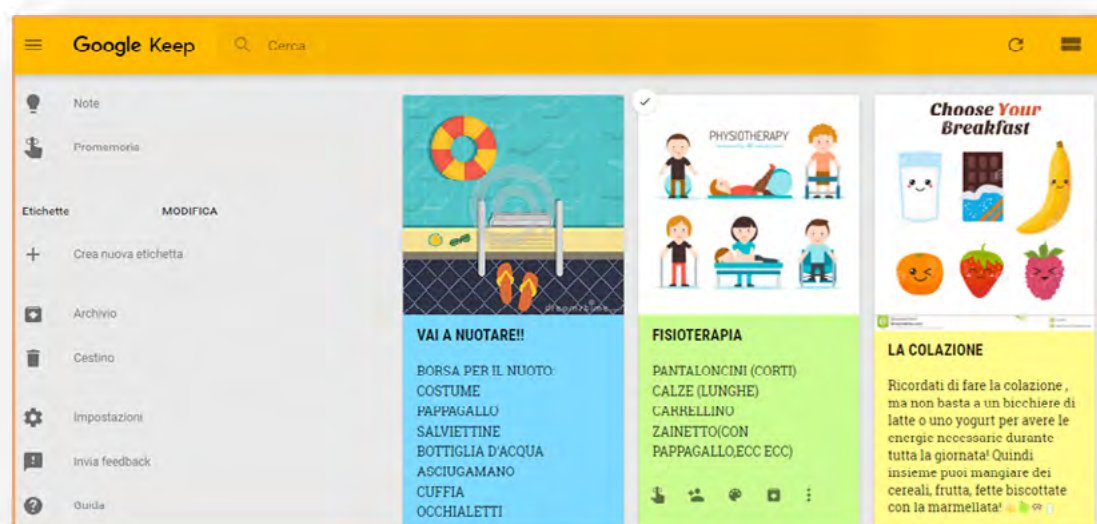 Google Keep
Cerca
Note
Promemoria
Etichette
MODIFICA
Crea nuova etichetta
Archivio
Cestino
Impostazioni
Invia feedback
Guida
dreamstime
VAI A NUOTARE!!
BORSA PER IL NUOTO:
COSTUME
PAPPAGALLO
SALVIETTINE
BOTTIGLIA D'ACQUA
ASCIUGAMANO
CUFFIA
OCCHIALETTI
PHYSIOTHERAPY
FISIOTERAPIA
PANTALONCINI (CORTI)
CALZE (LUNGHE)
CARRELLINO
ZAINETTO(CON
PAPPAGALLO,ECC ECC)
Choose Your
Breakfast
LA COLAZIONE
Ricordati di fare la colazione ,
ma non basta a un bicchiere di
latte o uno yogurt per avere le
energie necessarie durante
tutta la giornata! Quindi
insieme puoi mangiare dei
cereali, frutta, fette biscottate
con la marmellata!